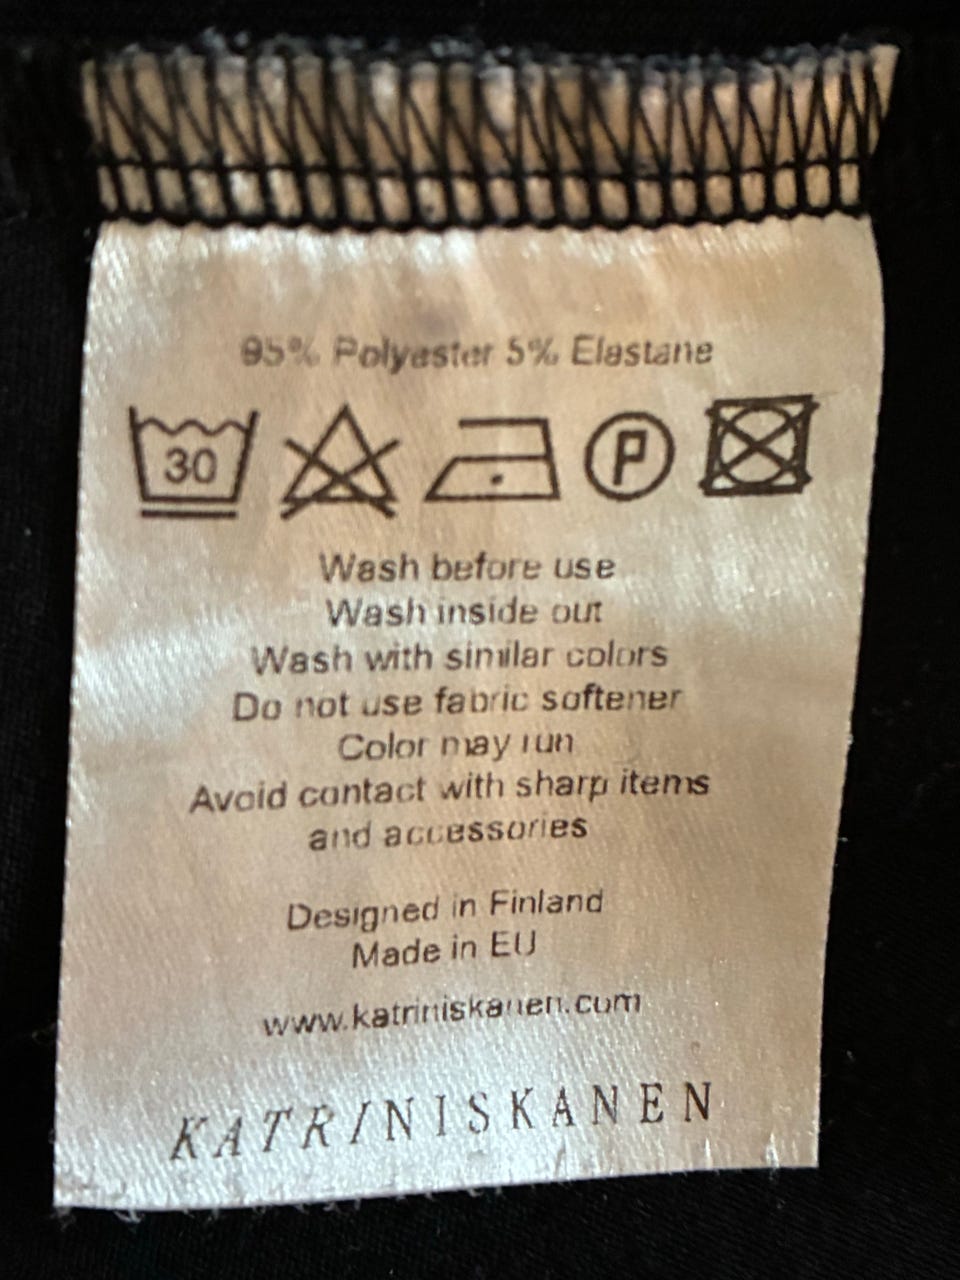 95% Polyester 5% Elastane
30 P
Wash before use
Wash inside out
Wash with similar colors
Do not use fabric softener
Color may run
Avoid contact with sharp items
and accessories
Designed in Finland
Made in EU
www.katriniskanen.com
KATRINISKANEN